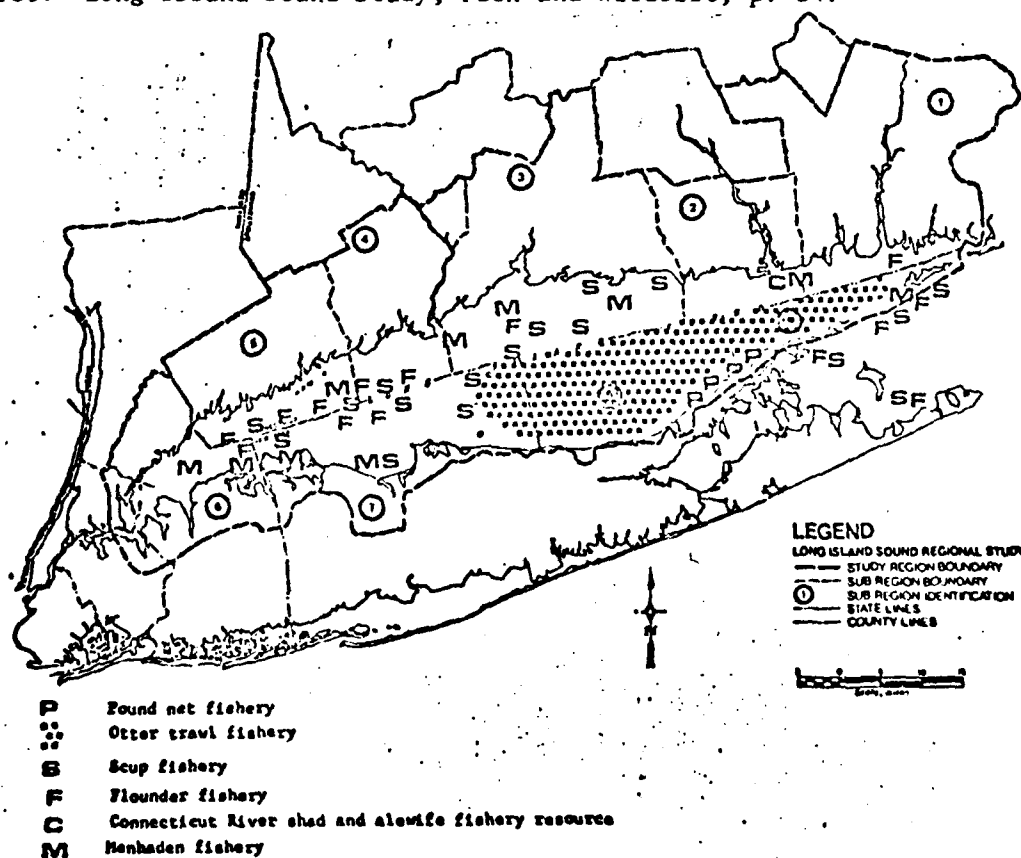 Long Island Sound Study, Fish and Wildlife, p.
1
3
2
4
5
6
7
F
C M
S
S
M
M
F S
S
M
S
M F
S
F
S
P
F S
P
P
S
S
M F S F
S
F
F
S
S F
F
S
F
S
M
M
M
M S
LEGEND
LONG ISLAND SOUND REGIONAL STUDY
STUDY REGION BOUNDARY
SUB REGION BOUNDARY
1 SUB REGION IDENTIFICATION
STATE LINES
COUNTY LINES
N
P Pound net fishery
Otter trawl fishery
S Scup fishery
F Flounder fishery
C Connecticut River shad and alewife fishery resource
M Menhaden fishery